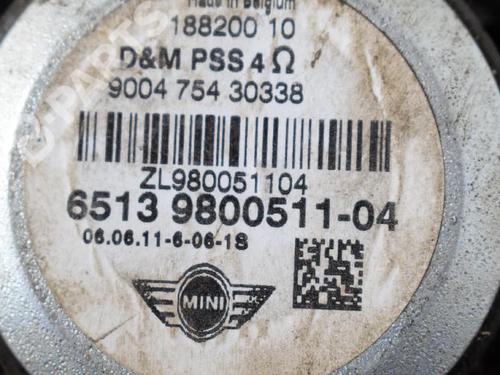 Made in Belgium
188200 10
D&M PSS 4 Ω
9004 754 30338
ZL980051104
6513 9800511-04
06.06.11-6-06-18
MINI